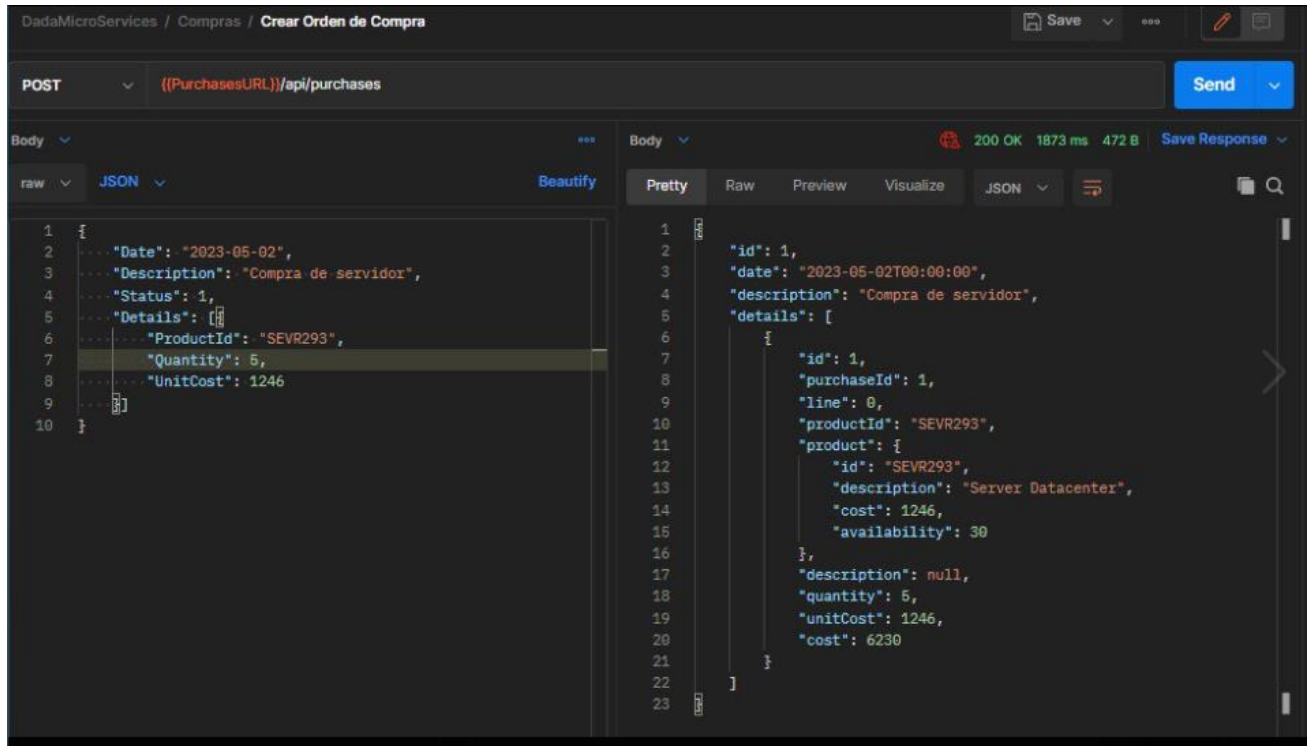 DadaMicroServices / Compras / Crear Orden de Compra
Save
POST {{PurchasesURL}}/api/purchases Send
Body
raw JSON Beautify
1 {
2 "Date": "2023-05-02",
3 "Description": "Compra de servidor",
4 "Status": 1,
5 "Details": [{
6 "ProductId": "SEVR293",
7 "Quantity": 5,
8 "UnitCost": 1246
9 }]
10 }
Body 200 OK 1873 ms 472 B Save Response
Pretty Raw Preview Visualize JSON
1 {
2 "id": 1,
3 "date": "2023-05-02T00:00:00",
4 "description": "Compra de servidor",
5 "details": [
6 {
7 "id": 1,
8 "purchaseId": 1,
9 "line": 0,
10 "productId": "SEVR293",
11 "product": {
12 "id": "SEVR293",
13 "description": "Server Datacenter",
14 "cost": 1246,
15 "availability": 30
16 },
17 "description": null,
18 "quantity": 5,
19 "unitCost": 1246,
20 "cost": 6230
21 }
22 ]
23 }